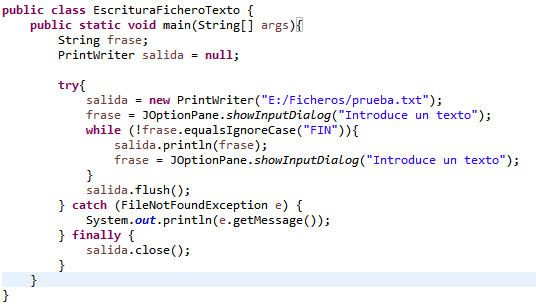 public class EscrituraFicheroTexto {
    public static void main(String[] args){
        String frase;
        PrintWriter salida = null;

        try{
            salida = new PrintWriter("E:/Ficheros/prueba.txt");
            frase = JOptionPane.showInputDialog("Introduce un texto");
            while (!frase.equalsIgnoreCase("FIN")){
                salida.println(frase);
                frase = JOptionPane.showInputDialog("Introduce un texto");
            }
            salida.flush();
        } catch (FileNotFoundException e) {
            System.out.println(e.getMessage());
        } finally {
            salida.close();
        }
    }
}